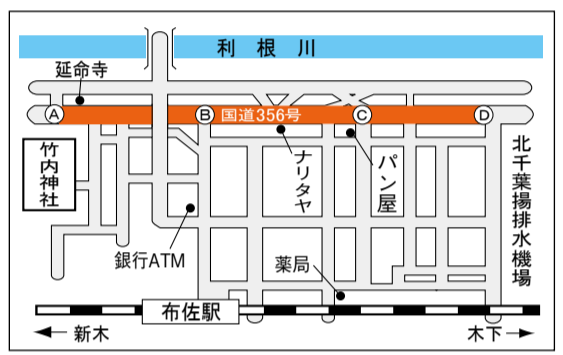 利根川
延命寺
A
B
国道356号
C
D
竹内神社
ナリタヤ
パン屋
北千葉揚排水機場
銀行ATM
薬局
布佐駅
新木
木下